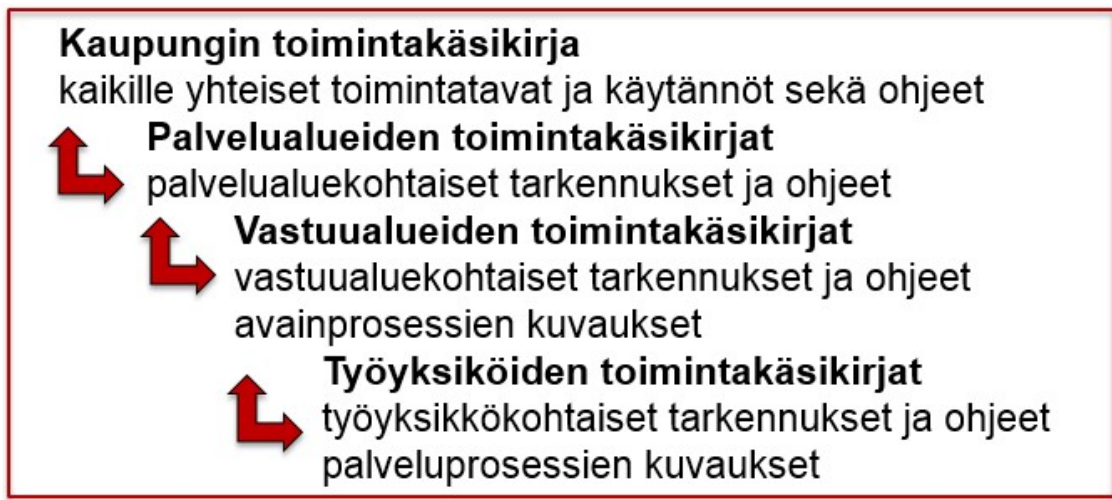 Kaupungin toimintakäsikirja
kaikille yhteiset toimintatavat ja käytännöt sekä ohjeet
Palvelualueiden toimintakäsikirjat
palvelualuekohtaiset tarkennukset ja ohjeet
Vastuualueiden toimintakäsikirjat
vastuualuekohtaiset tarkennukset ja ohjeet
avainprosessien kuvaukset
Työyksiköiden toimintakäsikirjat
työyksikkökohtaiset tarkennukset ja ohjeet
palveluprosessien kuvaukset